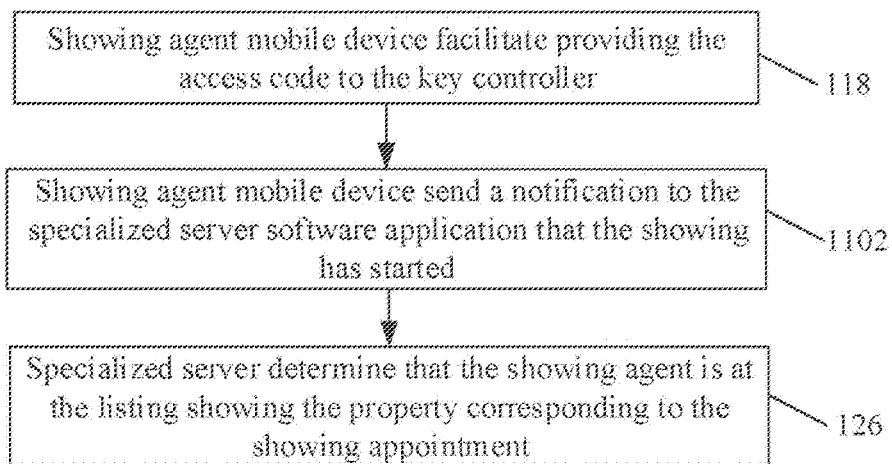 Showing agent mobile device facilitate providing the
access code to the key controller
118
Showing agent mobile device send a notification to the
specialized server software application that the showing
has started
1102
Specialized server determine that the showing agent is at
the listing showing the property corresponding to the
showing appointment
126